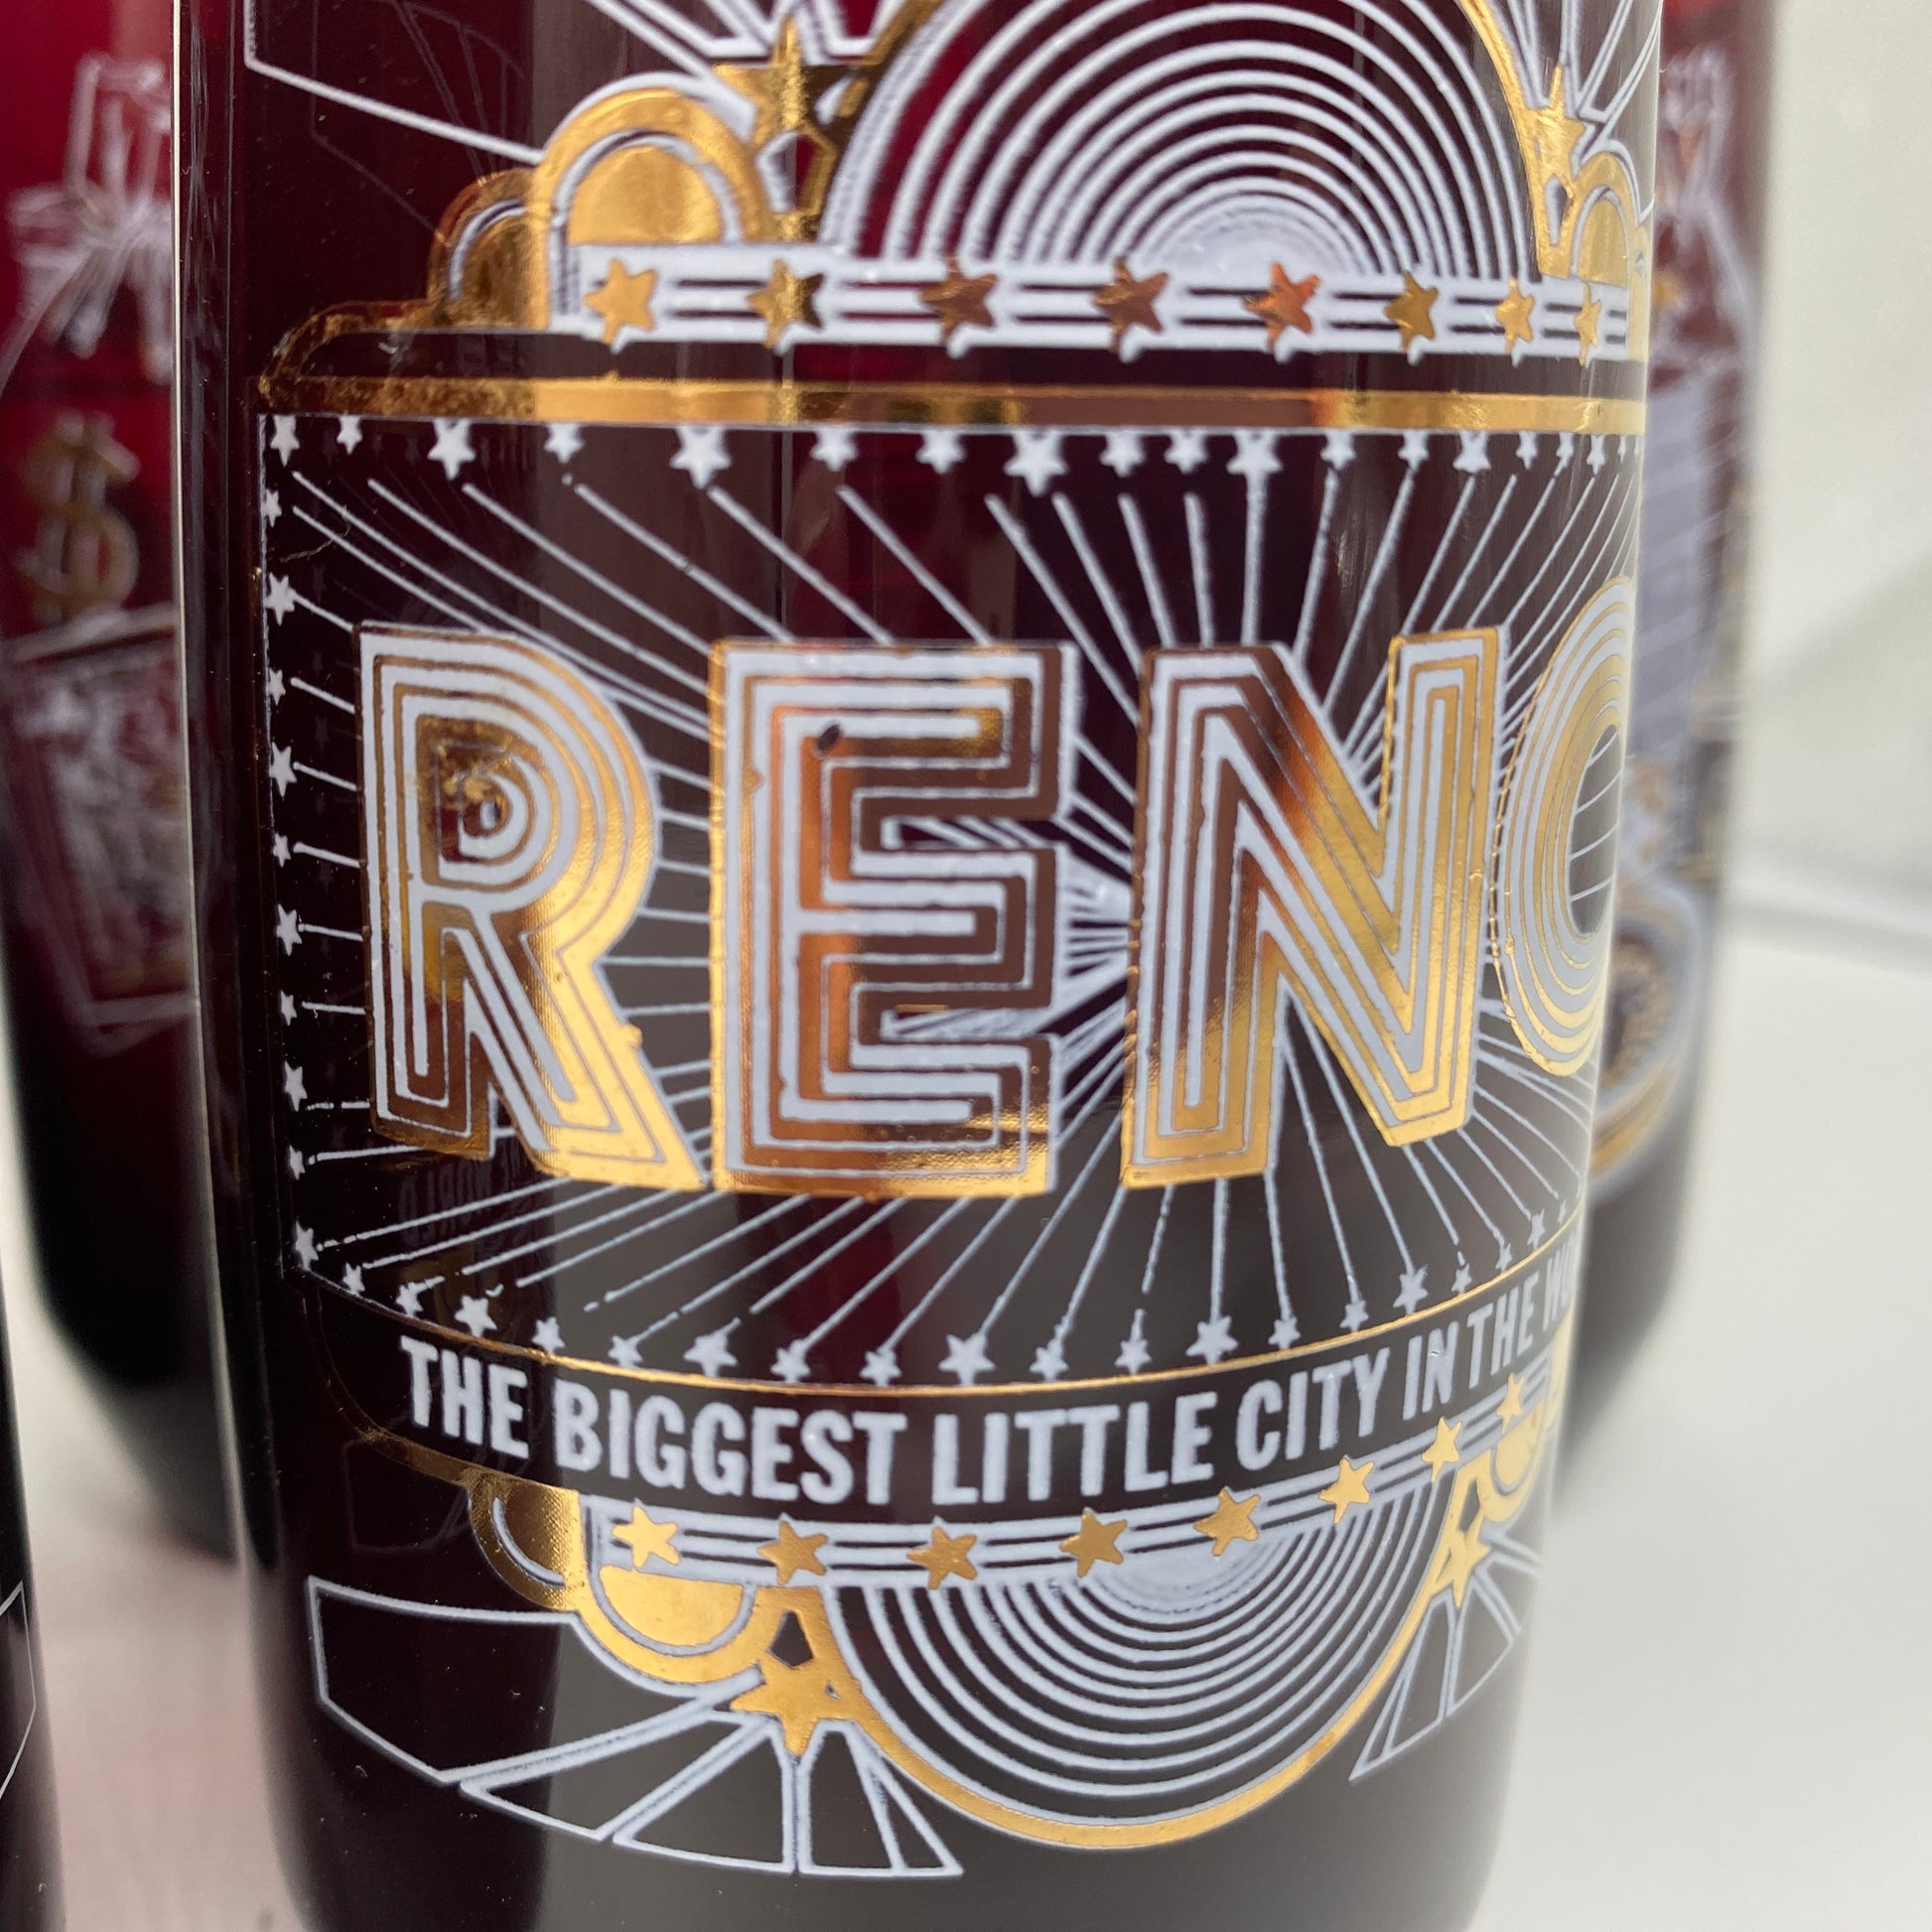 $
RENO
THE BIGGEST LITTLE CITY IN THE